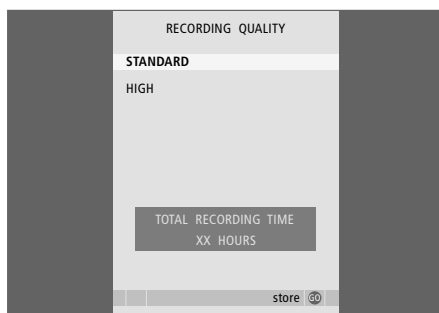 RECORDING QUALITY
STANDARD
HIGH
TOTAL RECORDING TIME
XX HOURS
store GO